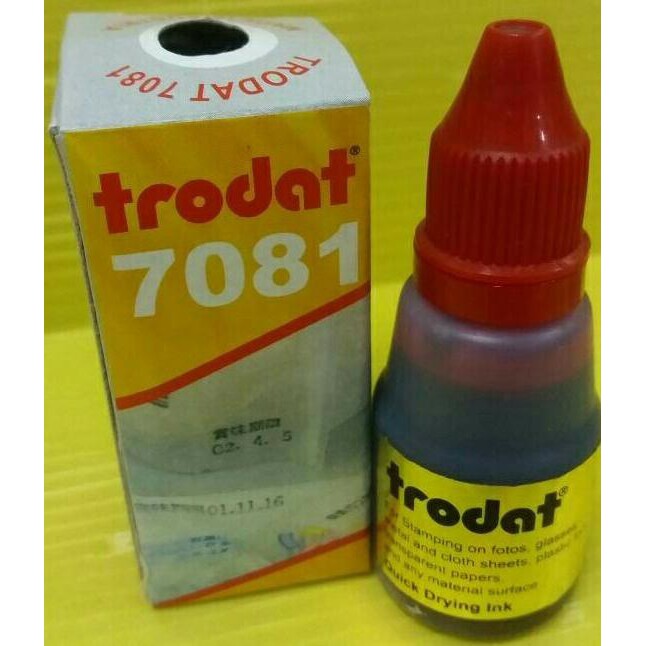 TRODAT 7081
trodat®
7081
賞味期限
02. 4. 5
01.11.16
trodat®
Stamping on fotos, glasses
and cloth sheets, plastic
transparent papers
and any material surface
Quick Drying Ink